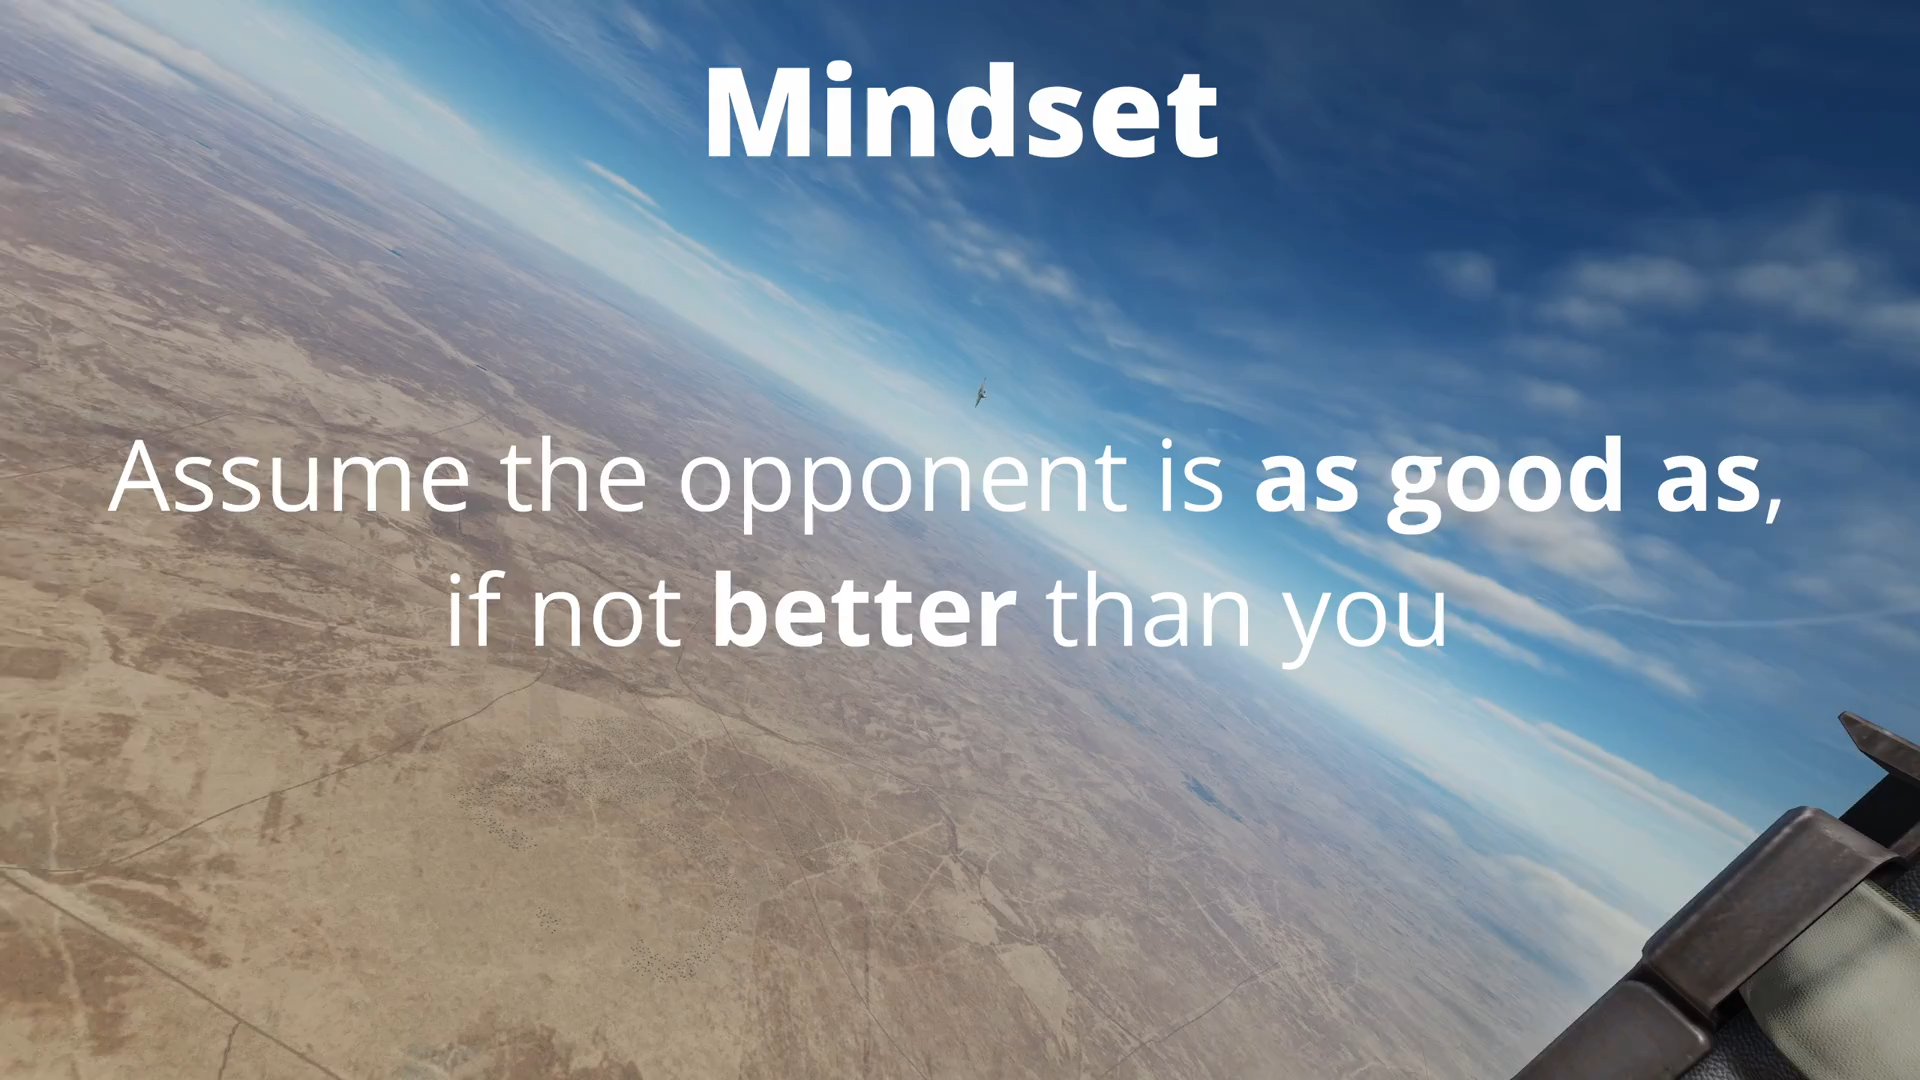 Mindset
Assume the opponent is as good as,
if not better than you